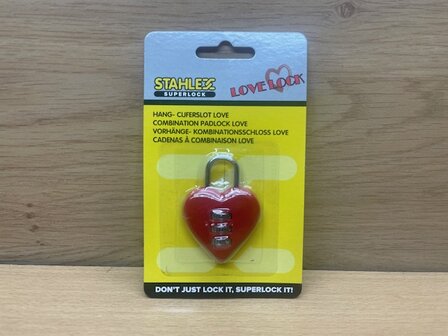 STAHLEX
SUPERLOCK
LOVE LOCK
HANG- CIJFERSLOT LOVE
COMBINATION PADLOCK LOVE
VORHÄNGE- KOMBINATIONSSCHLOSS LOVE
CADENAS À COMBINAISON LOVE
DON'T JUST LOCK IT, SUPERLOCK IT!